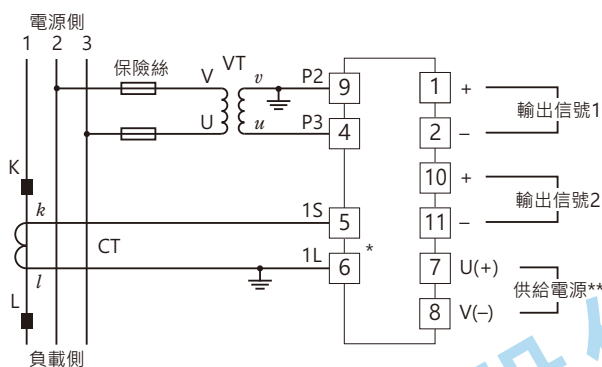 電源側
1 2 3
保險絲
VT
V v P2 9
U u P3 4
1 +
2 –
輸出信號1
10 +
11 –
輸出信號2
K
k 1S 5
CT
l 1L 6 *
L
7 U(+)
8 V(–)
供給電源**
負載側